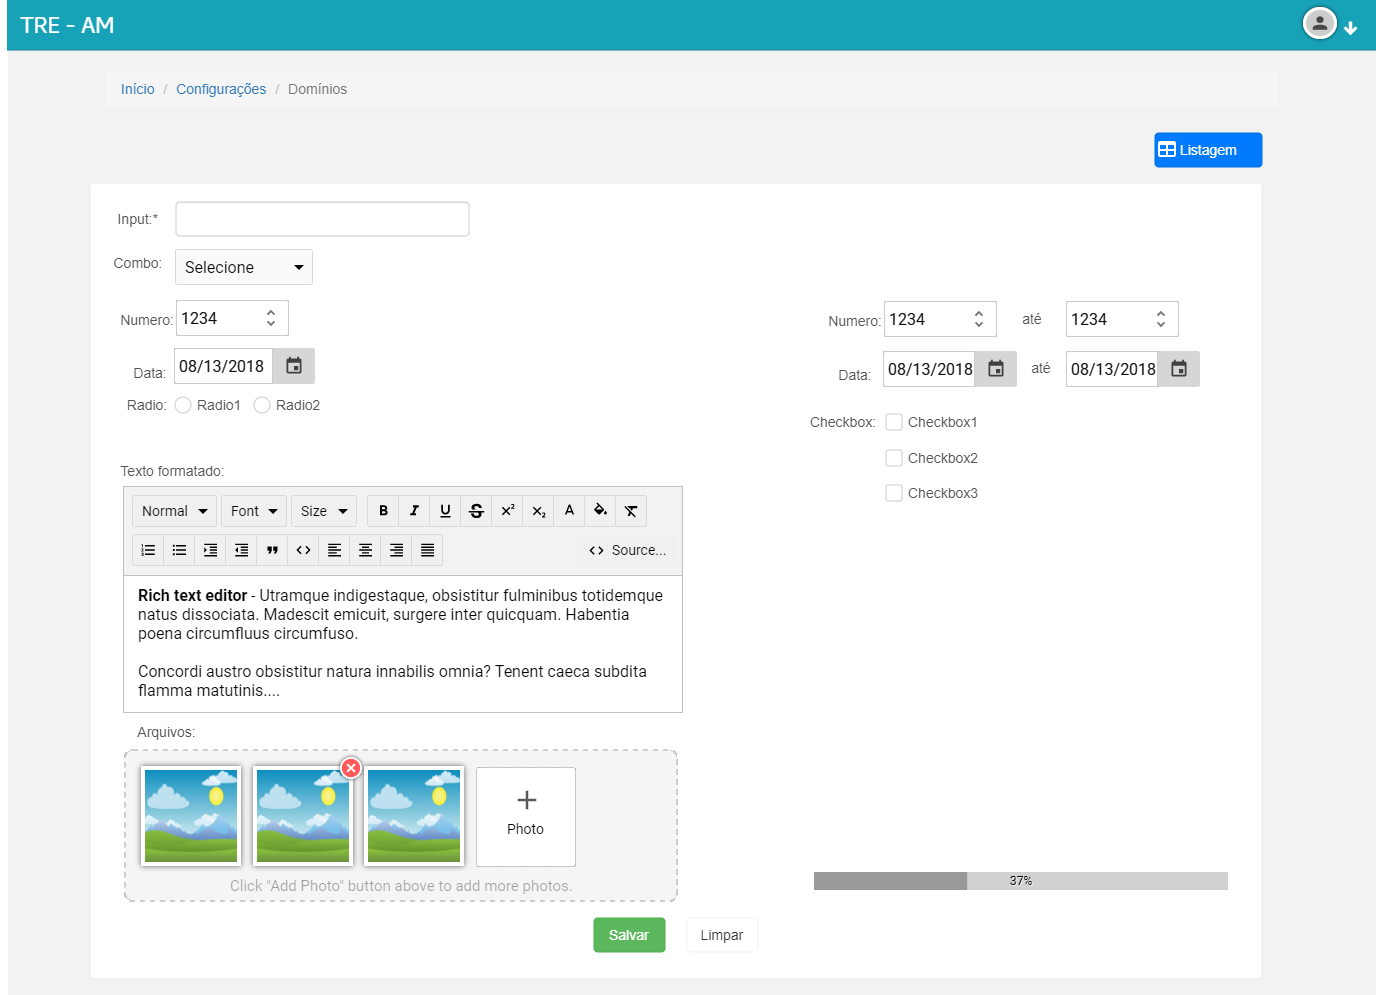 TRE - AM
Início / Configurações / Domínios
Listagem
Input:*
Combo: Selecione
Numero: 1234
Numero: 1234 até 1234
Data: 08/13/2018
Data: 08/13/2018 até 08/13/2018
Radio: Radio1 Radio2
Checkbox: Checkbox1
Checkbox2
Checkbox3
Texto formatado:
Normal Font Size B I U S x² x₂ A
Source...
Rich text editor - Utramque indigestaque, obsistitur fulminibus totidemque
natus dissociata. Madescit emicuit, surgere inter quicquam. Habentia
poena circumfluus circumfuso.
Concordi austro obsistitur natura innabilis omnia? Tenent caeca subdita
flamma matutinis....
Arquivos:
Photo
Click "Add Photo" button above to add more photos.
37%
Salvar Limpar